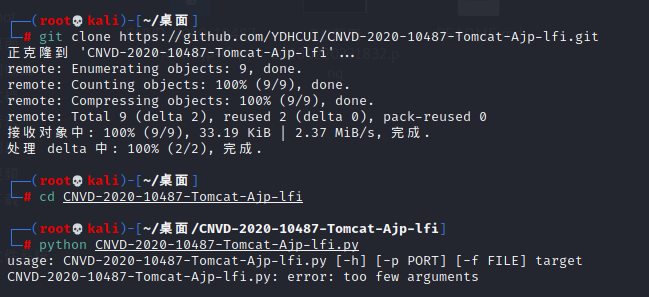 ┌──(root💀kali)-[~/桌面]
└─# git clone https://github.com/YDHCUI/CNVD-2020-10487-Tomcat-Ajp-lfi.git
正克隆到 'CNVD-2020-10487-Tomcat-Ajp-lfi'...
remote: Enumerating objects: 9, done.
remote: Counting objects: 100% (9/9), done.
remote: Compressing objects: 100% (9/9), done.
remote: Total 9 (delta 2), reused 2 (delta 0), pack-reused 0
接收对象中: 100% (9/9), 33.19 KiB | 2.37 MiB/s, 完成.
处理 delta 中: 100% (2/2), 完成.
┌──(root💀kali)-[~/桌面]
└─# cd CNVD-2020-10487-Tomcat-Ajp-lfi
┌──(root💀kali)-[~/桌面/CNVD-2020-10487-Tomcat-Ajp-lfi]
└─# python CNVD-2020-10487-Tomcat-Ajp-lfi.py
usage: CNVD-2020-10487-Tomcat-Ajp-lfi.py [-h] [-p PORT] [-f FILE] target
CNVD-2020-10487-Tomcat-Ajp-lfi.py: error: too few arguments